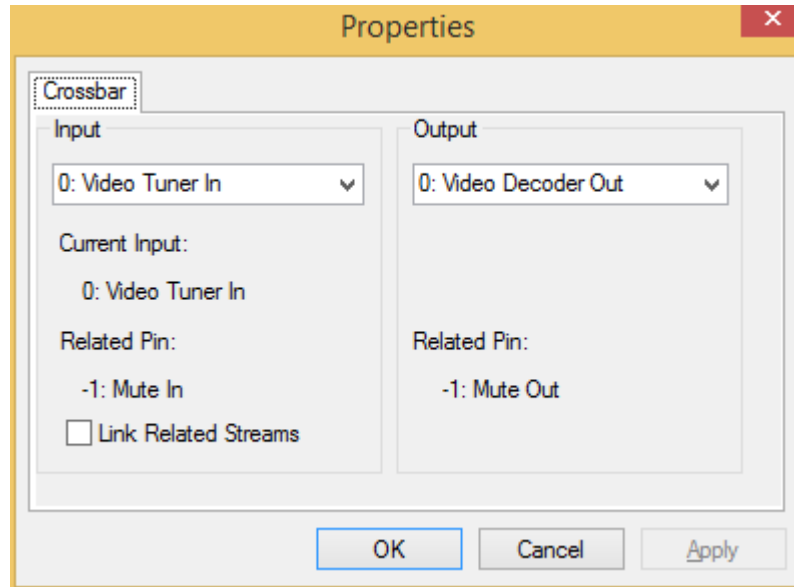 Properties
Crossbar
Input
0: Video Tuner In
Current Input:
0: Video Tuner In
Related Pin:
-1: Mute In
Link Related Streams
Output
0: Video Decoder Out
Related Pin:
-1: Mute Out
OK
Cancel
Apply